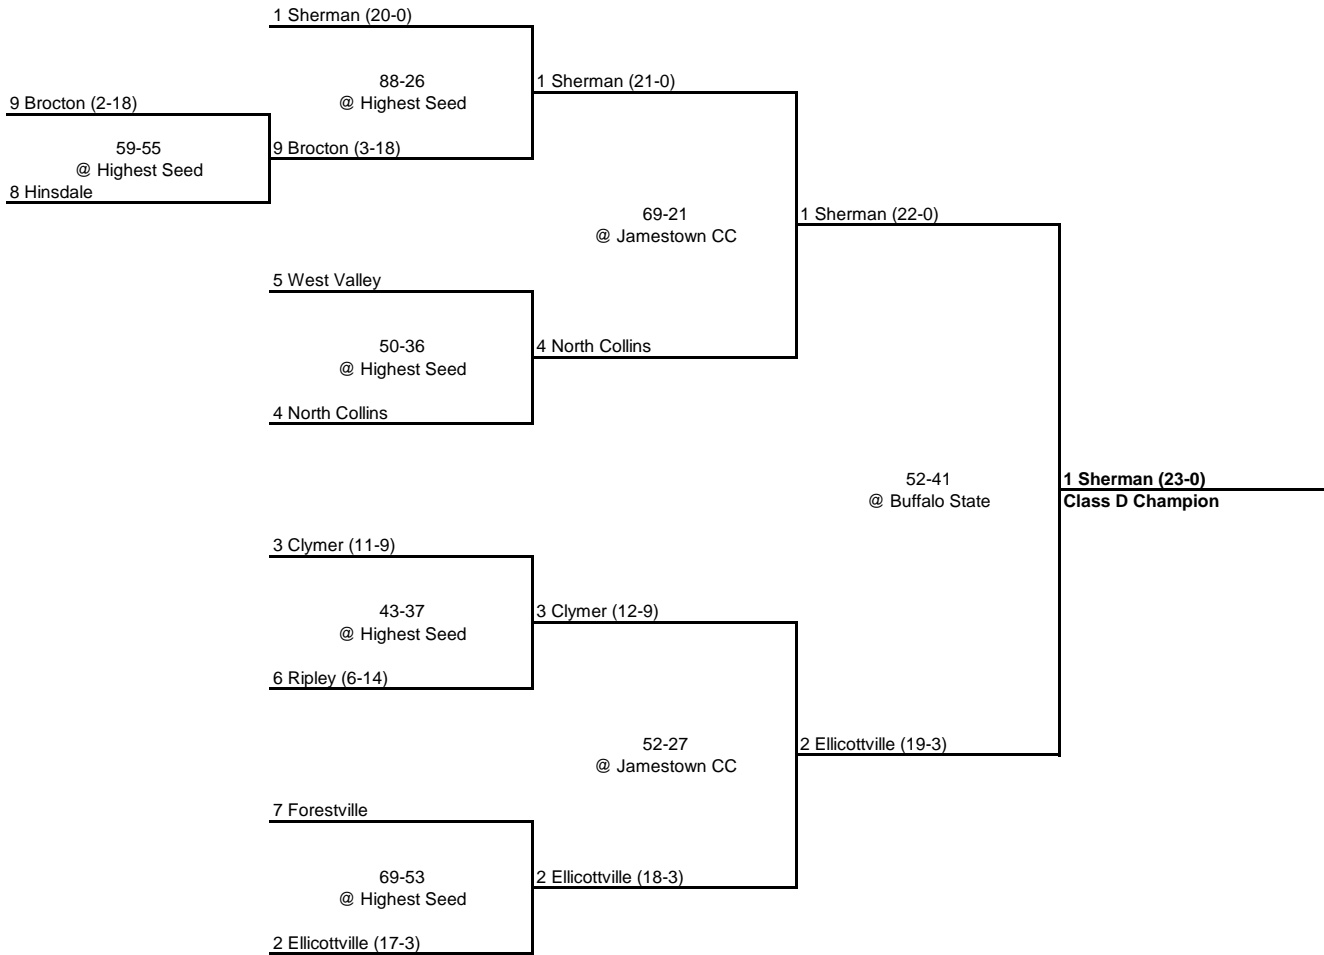 1 Sherman (20-0)
88-26
@ Highest Seed
1 Sherman (21-0)
9 Brocton (2-18)
59-55
@ Highest Seed
9 Brocton (3-18)
8 Hinsdale
69-21
@ Jamestown CC
1 Sherman (22-0)
5 West Valley
50-36
@ Highest Seed
4 North Collins
4 North Collins
52-41
@ Buffalo State
1 Sherman (23-0)
Class D Champion
3 Clymer (11-9)
43-37
@ Highest Seed
3 Clymer (12-9)
6 Ripley (6-14)
52-27
@ Jamestown CC
2 Ellicottville (19-3)
7 Forestville
69-53
@ Highest Seed
2 Ellicottville (18-3)
2 Ellicottville (17-3)